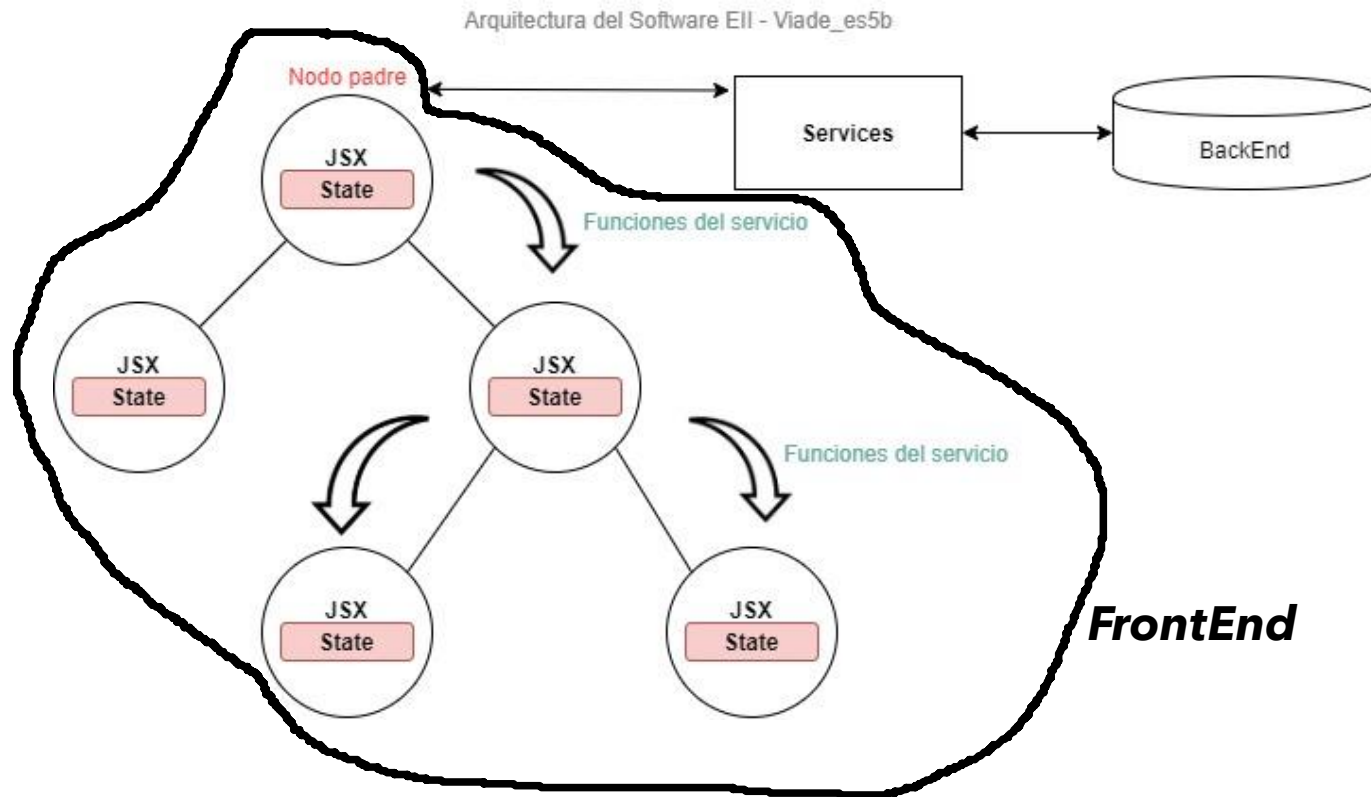 Arquitectura del Software EII - Viade_es5b
Nodo padre
Services
BackEnd
JSX
State
Funciones del servicio
JSX
State
JSX
State
Funciones del servicio
JSX
State
JSX
State
FrontEnd